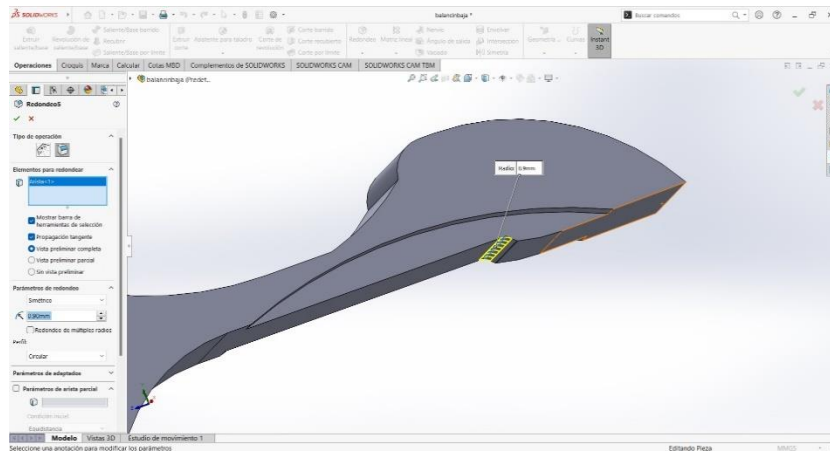 SOLIDWORKS
balancinbaja *
Buscar comandos
Extruir saliente/base
Revolución de saliente/base
Saliente/Base barrido
Recubrir
Saliente/Base por límite
Extruir corte
Asistente para taladro
Corte de revolución
Corte barrido
Corte recubierto
Corte por límite
Redondeo
Matriz lineal
Nervio
Ángulo de salida
Vaciado
Envolver
Intersección
Simetría
Geometría ...
Curvas
Instant 3D
Operaciones
Croquis
Marca
Calcular
Cotas MBD
Complementos de SOLIDWORKS
SOLIDWORKS CAM
SOLIDWORKS CAM TBM
balancinbaja (Predet...
Redondeo5
Tipo de operación
Elementos para redondear
Arista<1>
Mostrar barra de
herramientas de selección
Propagación tangente
Vista preliminar completa
Vista preliminar parcial
Sin vista preliminar
Parámetros de redondeo
Simétrico
0.90mm
Redondeo de múltiples radios
Perfil:
Circular
Parámetros de adaptados
Parámetros de arista parcial
Condición inicial
Equidistancia
Radio: 0.9mm
Modelo
Vistas 3D
Estudio de movimiento 1
Seleccione una anotación para modificar los parámetros
Editando Pieza
MMGS